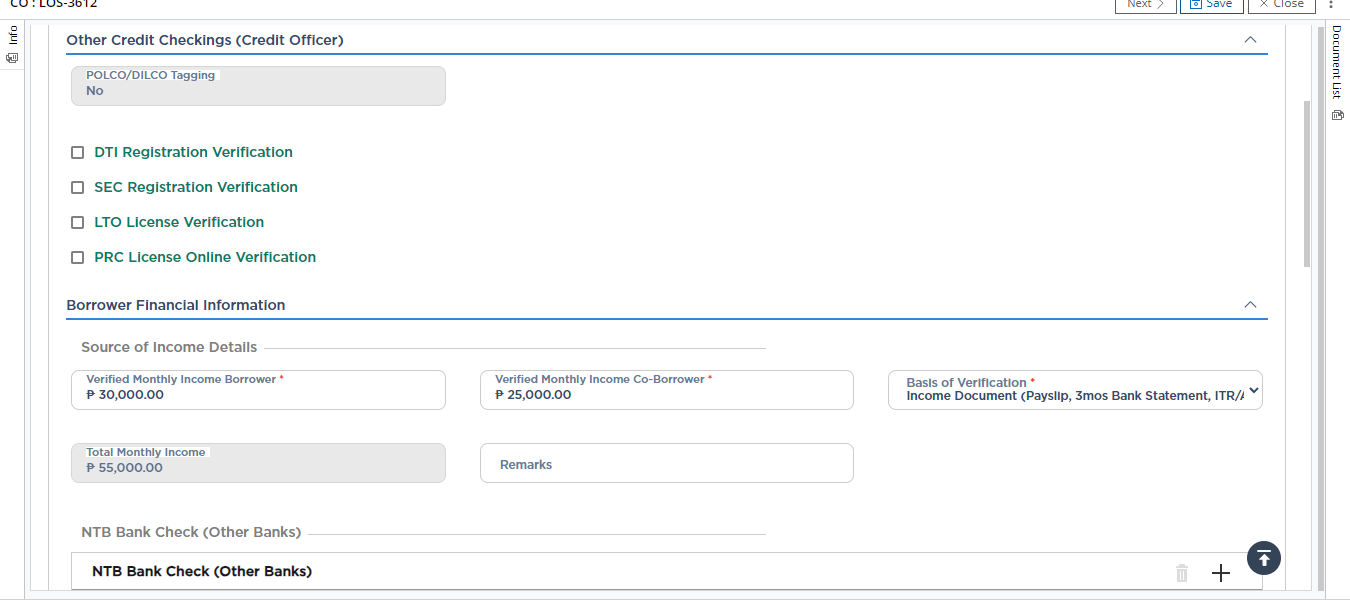 CO : LOS-3612
Next
Save
Close
Info
Document List
Other Credit Checkings (Credit Officer)
POLCO/DILCO Tagging
No
DTI Registration Verification
SEC Registration Verification
LTO License Verification
PRC License Online Verification
Borrower Financial Information
Source of Income Details
Verified Monthly Income Borrower *
₱ 30,000.00
Verified Monthly Income Co-Borrower *
₱ 25,000.00
Basis of Verification *
Income Document (Payslip, 3mos Bank Statement, ITR/
Total Monthly Income
₱ 55,000.00
Remarks
NTB Bank Check (Other Banks)
NTB Bank Check (Other Banks)